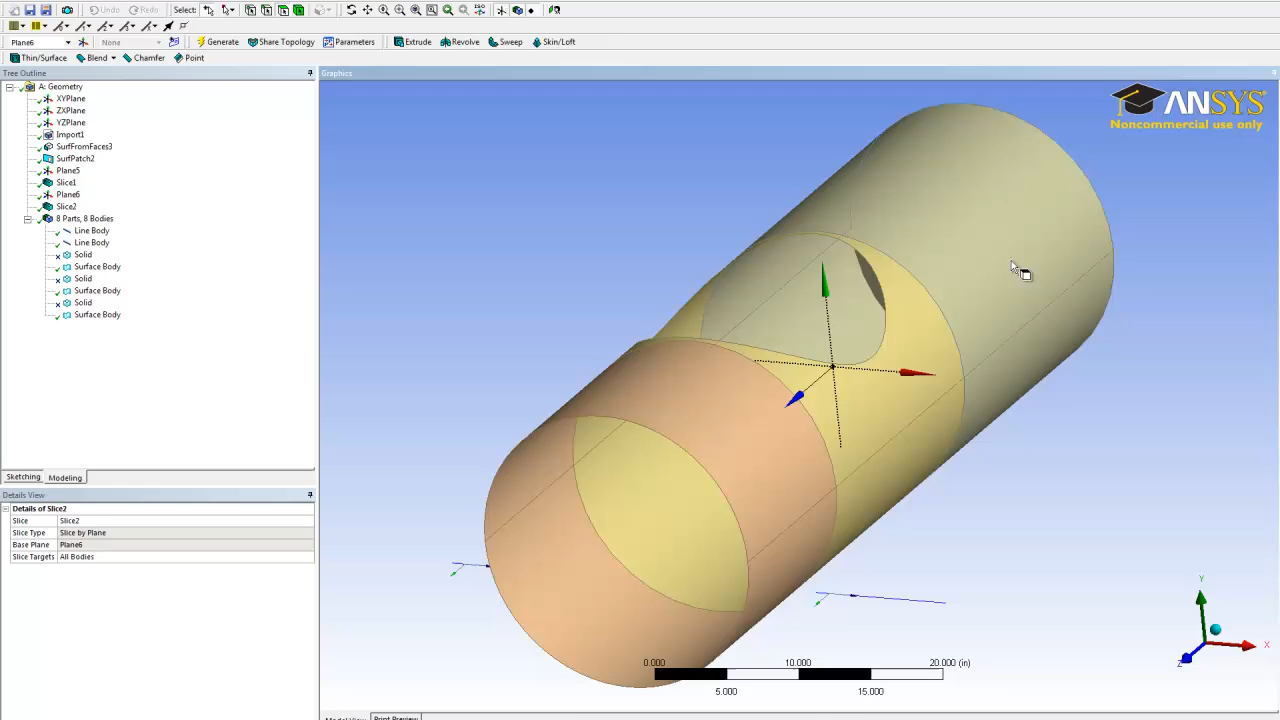 Undo Redo Select:
Plane6 None Generate Share Topology Parameters Extrude Revolve Sweep Skin/Loft
Thin/Surface Blend Chamfer Point
Tree Outline
A: Geometry
XYPlane
ZXPlane
YZPlane
Import1
SurfFromFaces3
SurfPatch2
Plane5
Slice1
Plane6
Slice2
8 Parts, 8 Bodies
Line Body
Line Body
Solid
Surface Body
Solid
Surface Body
Solid
Surface Body
Sketching Modeling
Details View
Details of Slice2
Slice Slice2
Slice Type Slice by Plane
Base Plane Plane6
Slice Targets All Bodies
Graphics
ANSYS
Noncommercial use only
0.000 10.000 20.000 (in)
5.000 15.000
Y
X
Z
Model View Print Preview